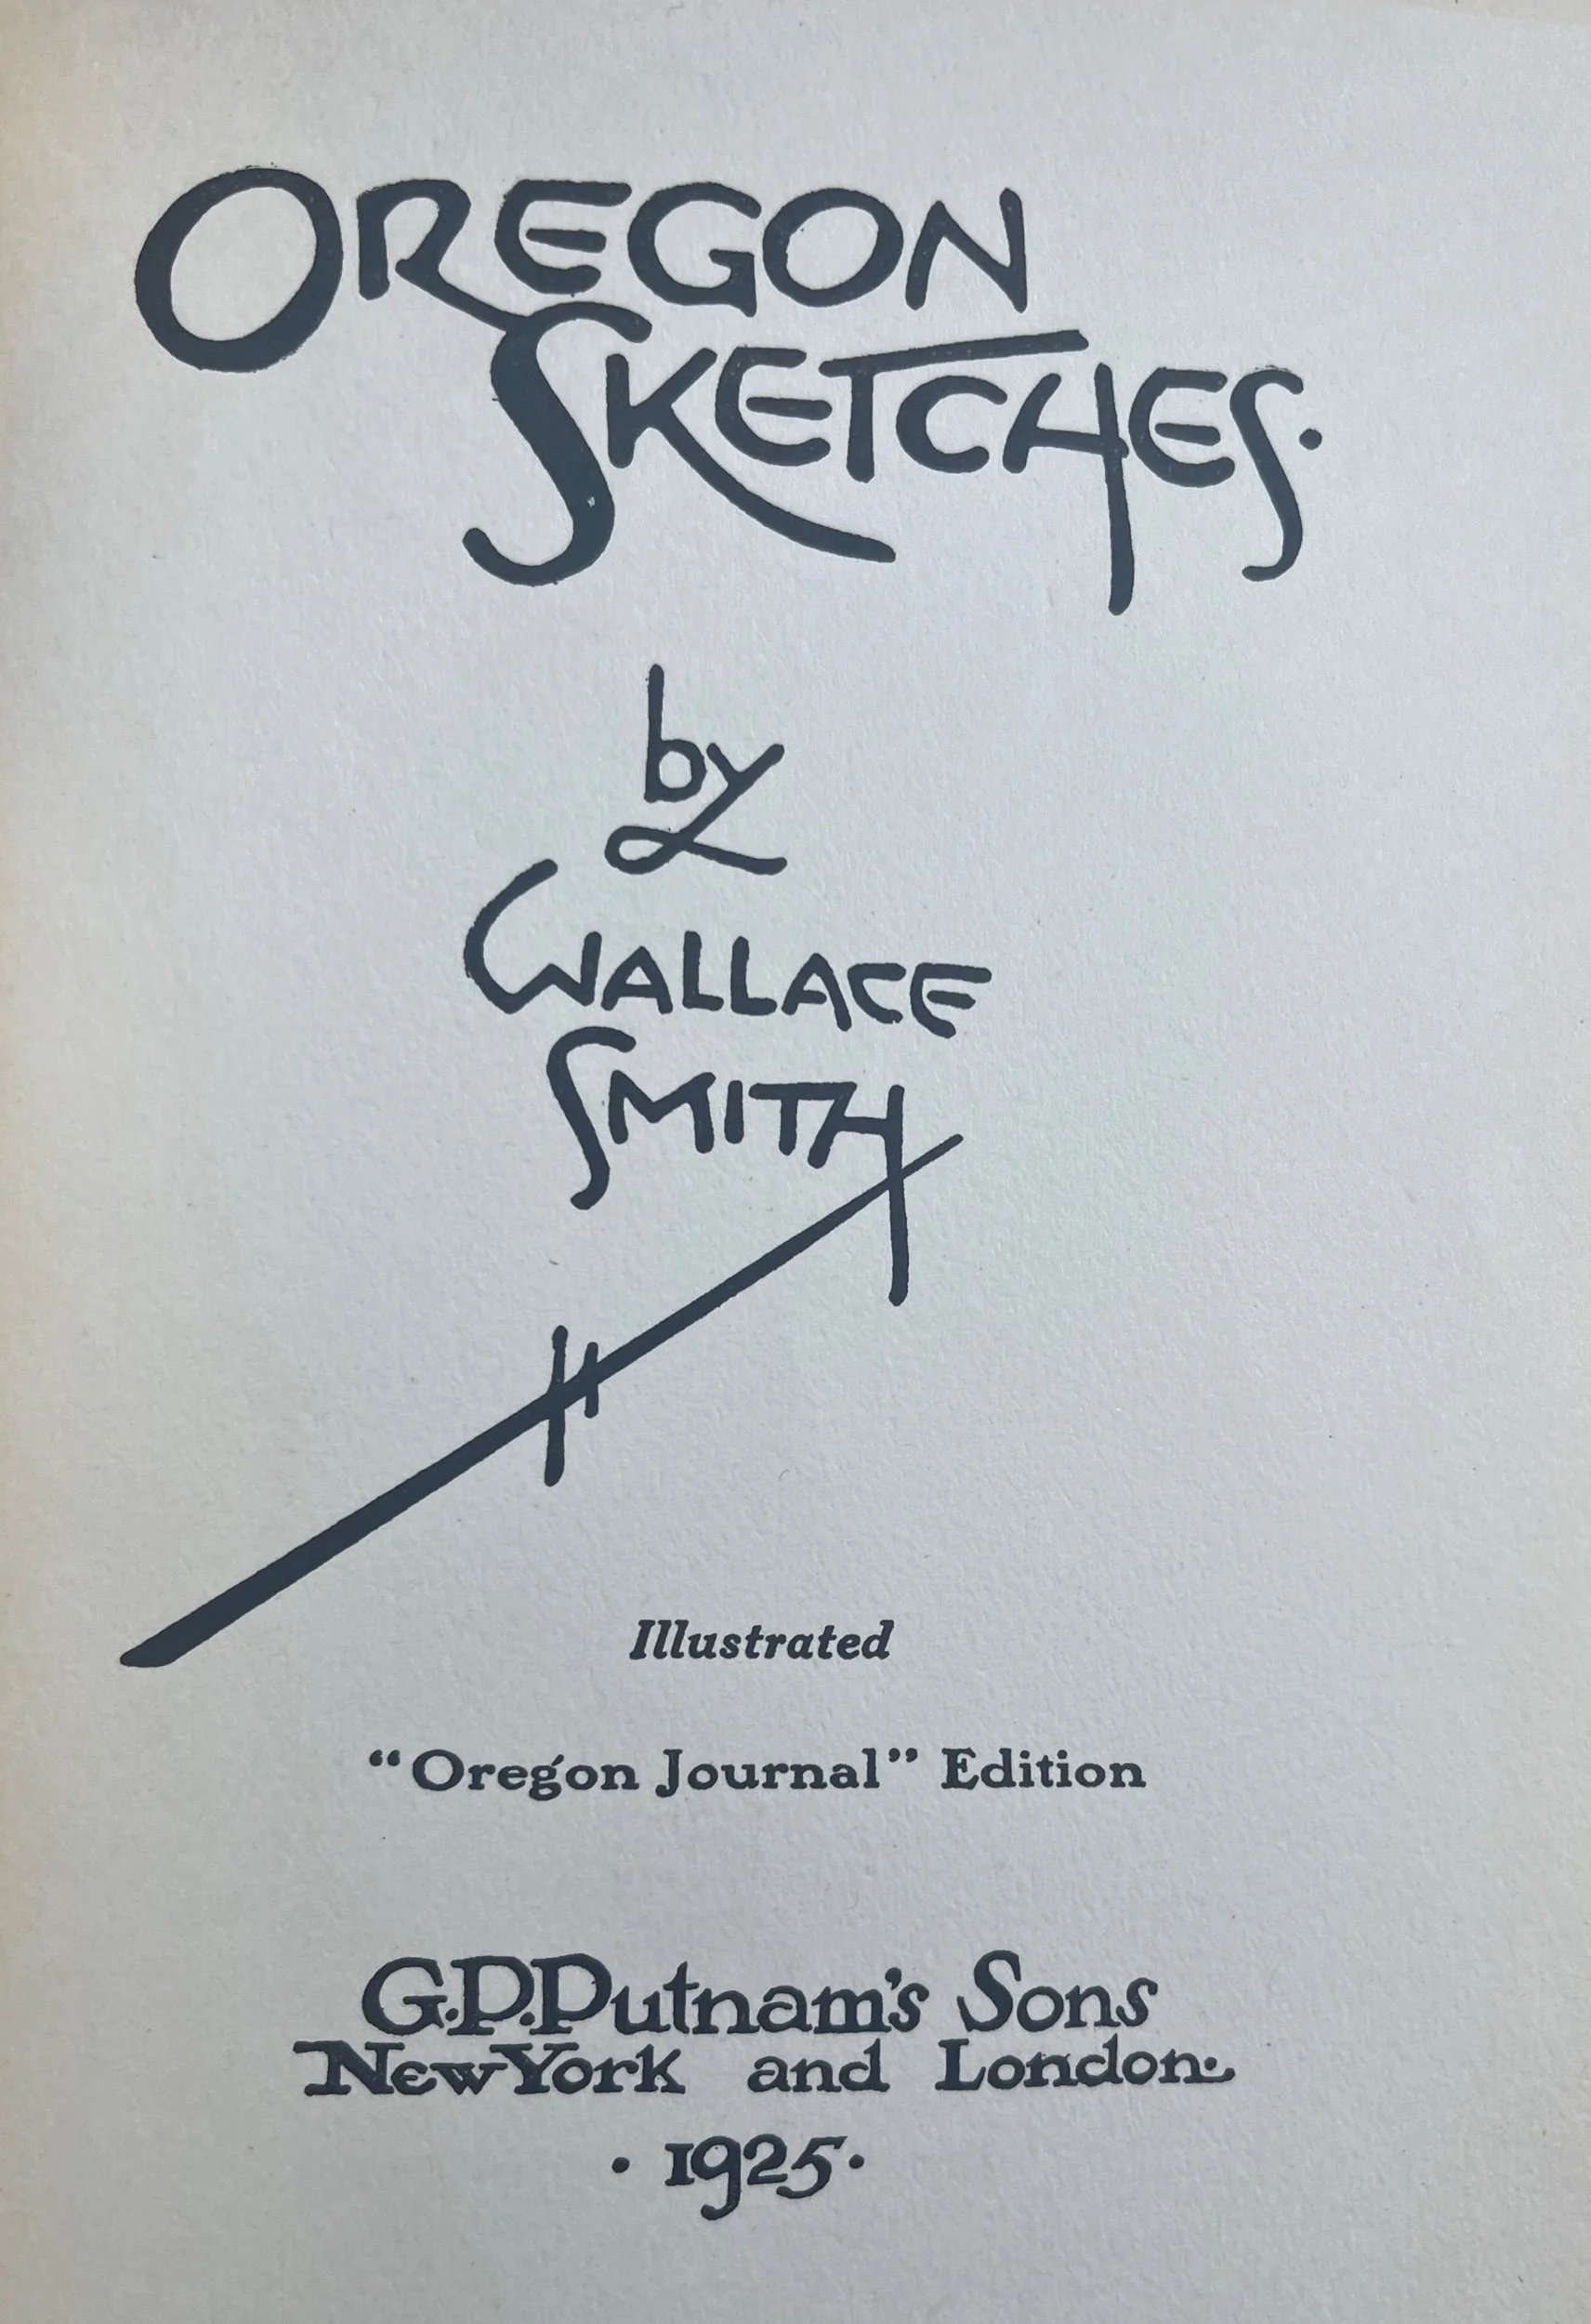 OREGON
SKETCHES.
by
WALLACE
SMITH
Illustrated
“Oregon Journal” Edition
G.P.Putnam's Sons
New York and London.
· 1925 ·